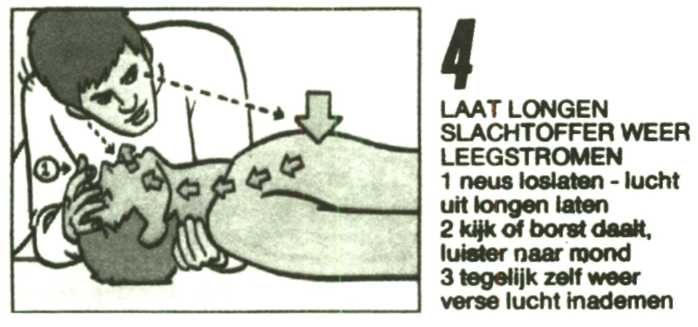 4
LAAT LONGEN
SLACHTOFFER WEER
LEEGSTROMEN
1 neus loslaten - lucht
uit longen laten
2 kijk of borst daalt,
luister naar mond
3 tegelijk zelf weer
verse lucht inademen
1